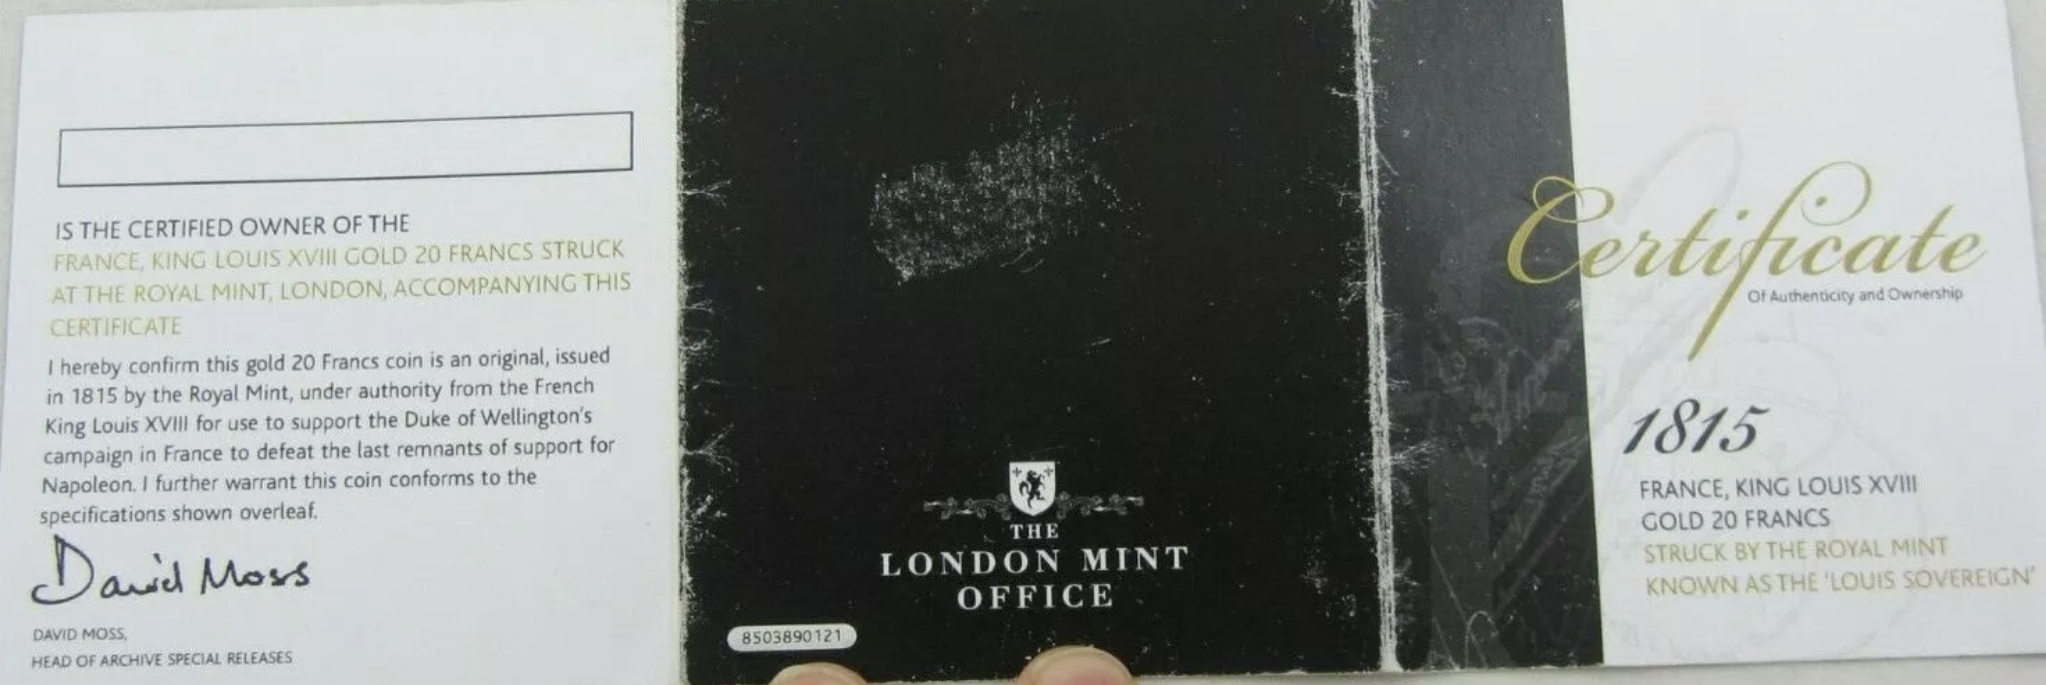 IS THE CERTIFIED OWNER OF THE
FRANCE, KING LOUIS XVIII GOLD 20 FRANCS STRUCK
AT THE ROYAL MINT, LONDON, ACCOMPANYING THIS
CERTIFICATE
I hereby confirm this gold 20 Francs coin is an original, issued
in 1815 by the Royal Mint, under authority from the French
King Louis XVIII for use to support the Duke of Wellington's
campaign in France to defeat the last remnants of support for
Napoleon. I further warrant this coin conforms to the
specifications shown overleaf.
David Moss
DAVID MOSS,
HEAD OF ARCHIVE SPECIAL RELEASES
THE
LONDON MINT
OFFICE
8503890121
Certificate
Of Authenticity and Ownership
1815
FRANCE, KING LOUIS XVIII
GOLD 20 FRANCS
STRUCK BY THE ROYAL MINT
KNOWN AS THE 'LOUIS SOVEREIGN'